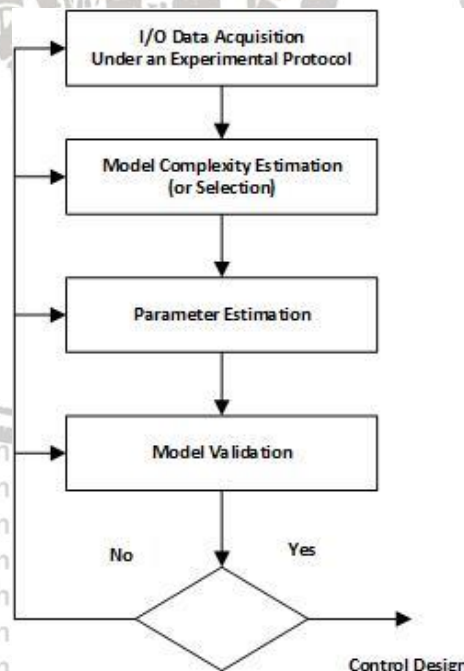 I/O Data Acquisition
Under an Experimental Protocol
Model Complexity Estimation
(or Selection)
Parameter Estimation
Model Validation
No
Yes
Control Design